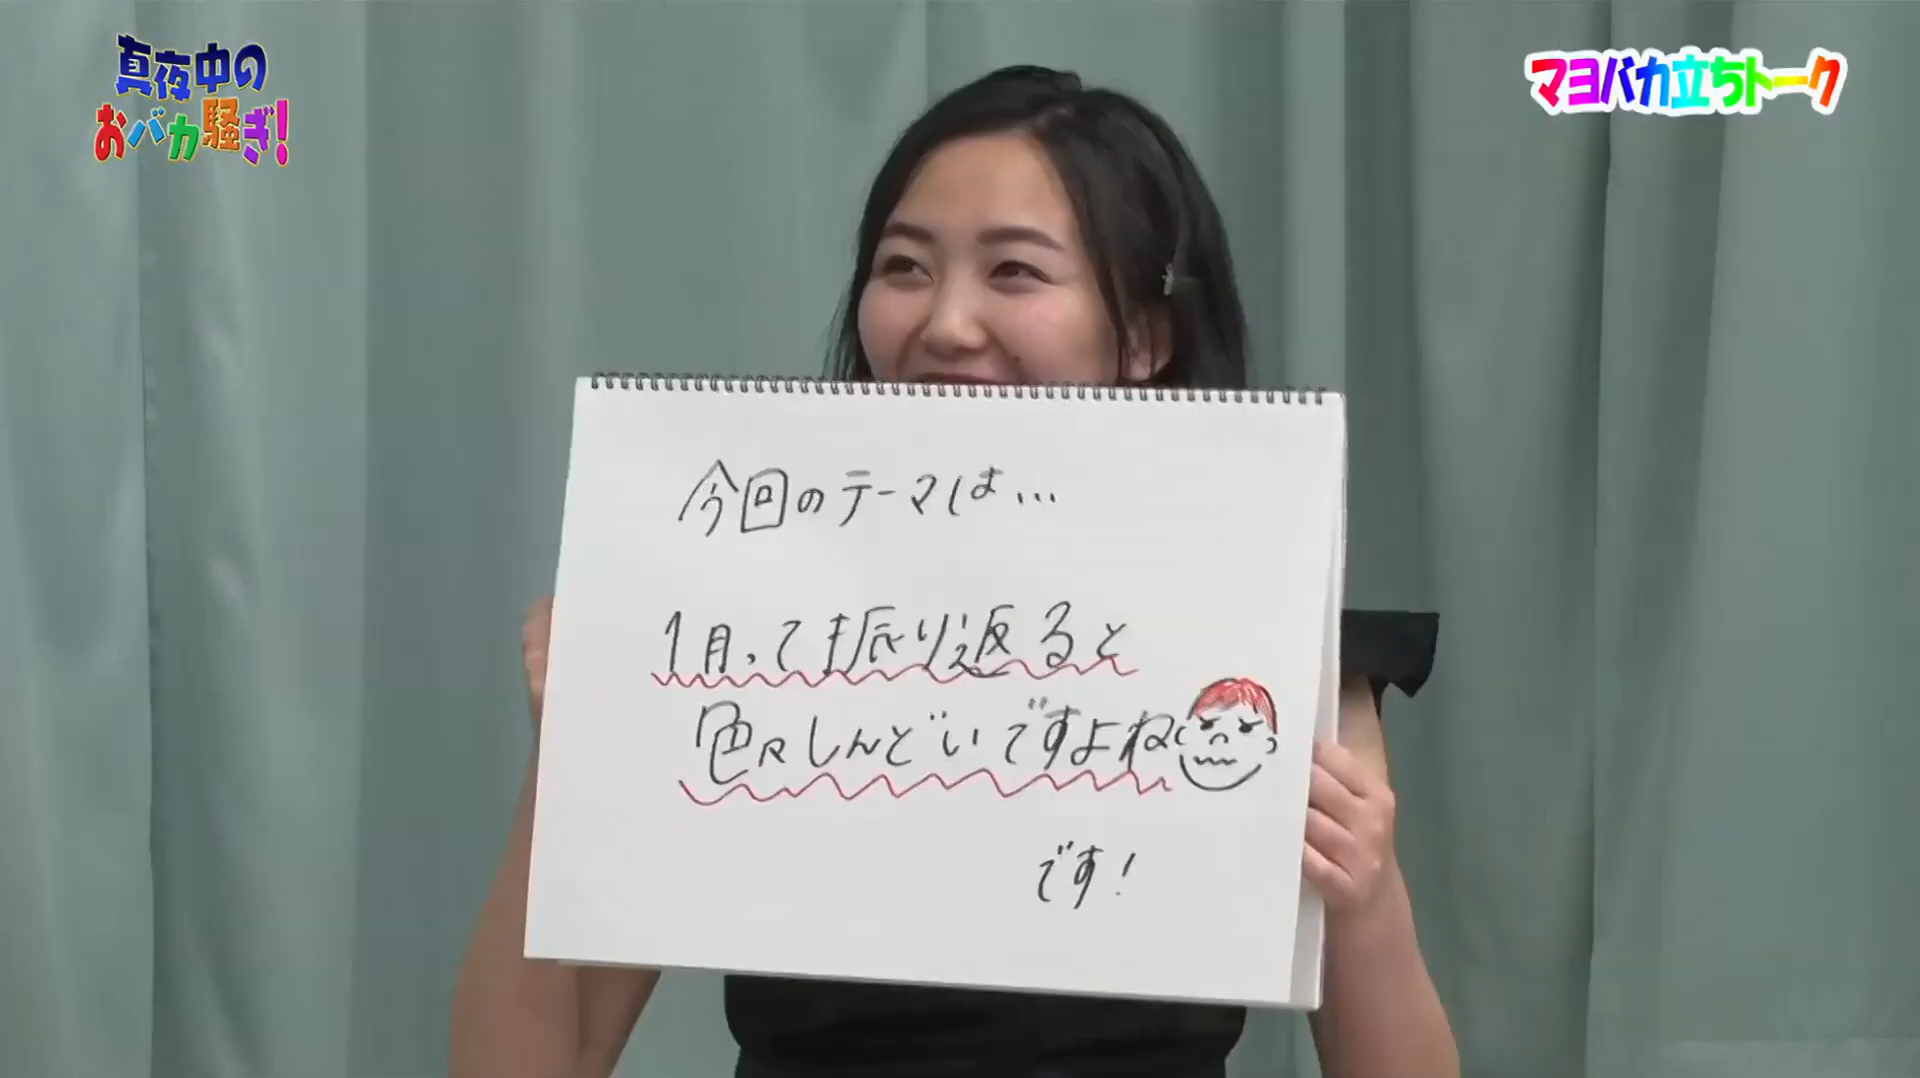 真夜中の
おバカ騒ぎ!
マヨバカ立ちトーク
今回のテーマは…
1月って振り返ると
色々しんどいですよね
です!